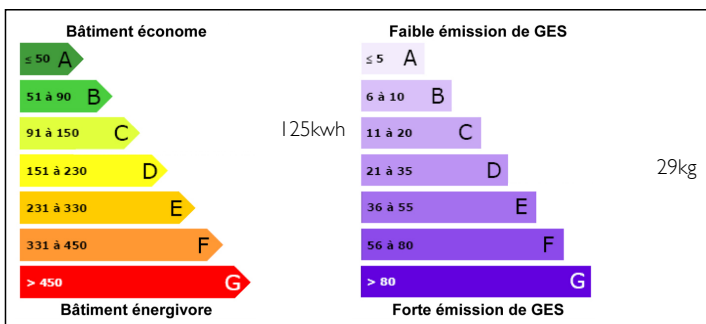 Bâtiment économe
≤ 50 A
51 à 90 B
91 à 150 C
125kwh
151 à 230 D
231 à 330 E
331 à 450 F
> 450 G
Bâtiment énergivore
Faible émission de GES
≤ 5 A
6 à 10 B
11 à 20 C
21 à 35 D
29kg
36 à 55 E
56 à 80 F
> 80 G
Forte émission de GES